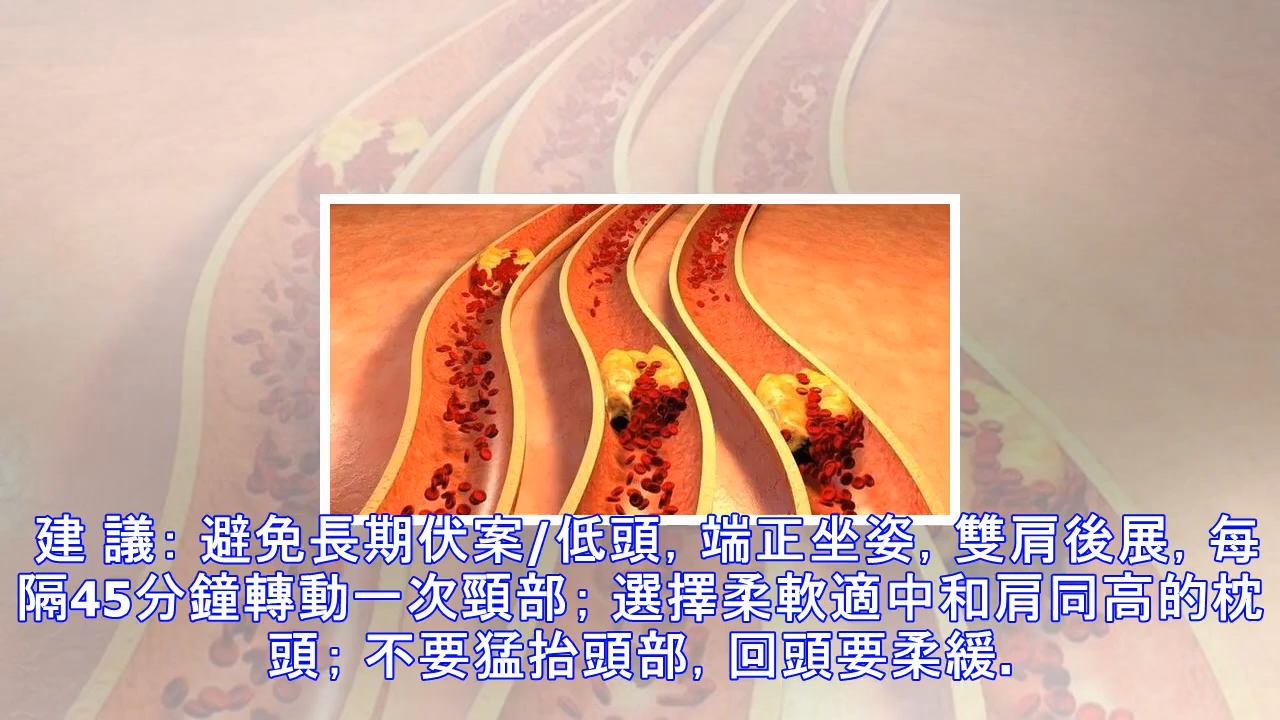 建 議: 避免長期伏案/低頭, 端正坐姿, 雙肩後展, 每
隔45分鐘轉動一次頸部; 選擇柔軟適中和肩同高的枕
頭; 不要猛抬頭部, 回頭要柔緩.